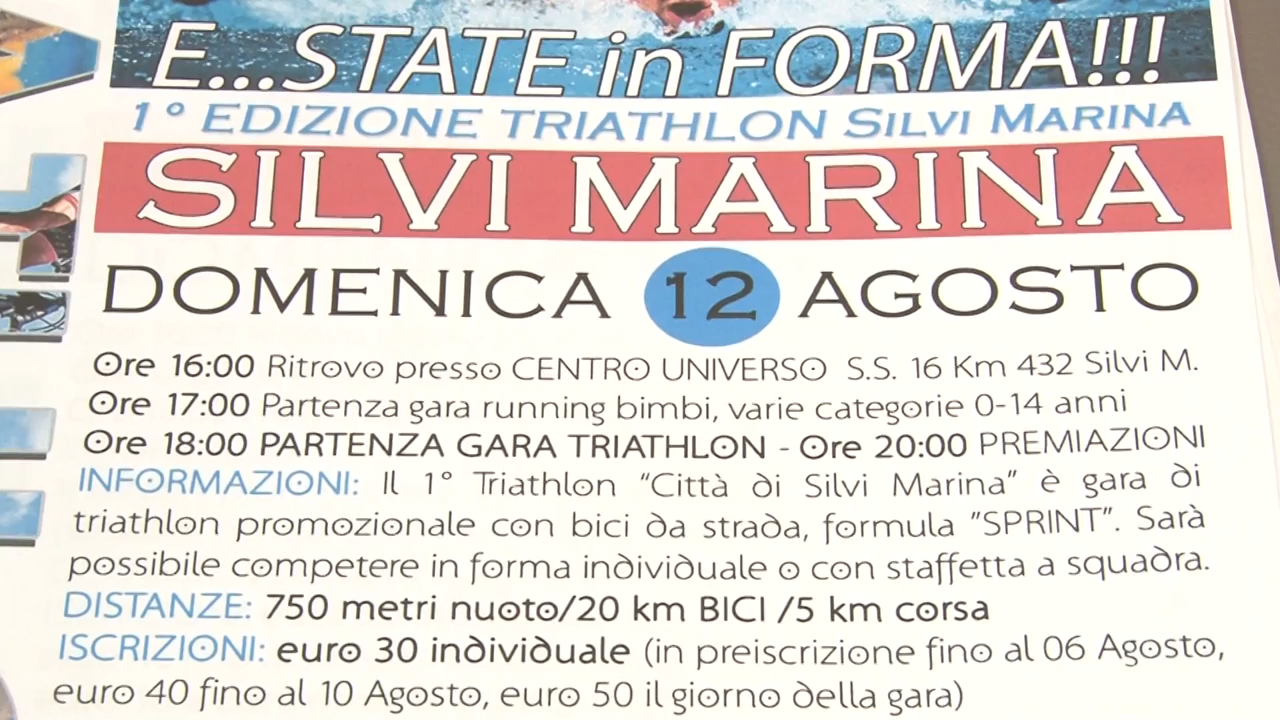 E...STATE in FORMA!!!
1° EDIZIONE TRIATHLON SILVI MARINA
SILVI MARINA
DOMENICA 12 AGOSTO
Ore 16:00 Ritrovo presso CENTRO UNIVERSO S.S. 16 Km 432 Silvi M.
Ore 17:00 Partenza gara running bimbi, varie categorie 0-14 anni
Ore 18:00 PARTENZA GARA TRIATHLON - Ore 20:00 PREMIAZIONI
INFORMAZIONI: Il 1° Triathlon "Città di Silvi Marina" è gara di
triathlon promozionale con bici da strada, formula "SPRINT". Sarà
possibile competere in forma individuale o con staffetta a squadra.
DISTANZE: 750 metri nuoto/20 km BICI /5 km corsa
ISCRIZIONI: euro 30 individuale (in preiscrizione fino al 06 Agosto,
euro 40 fino al 10 Agosto, euro 50 il giorno della gara)